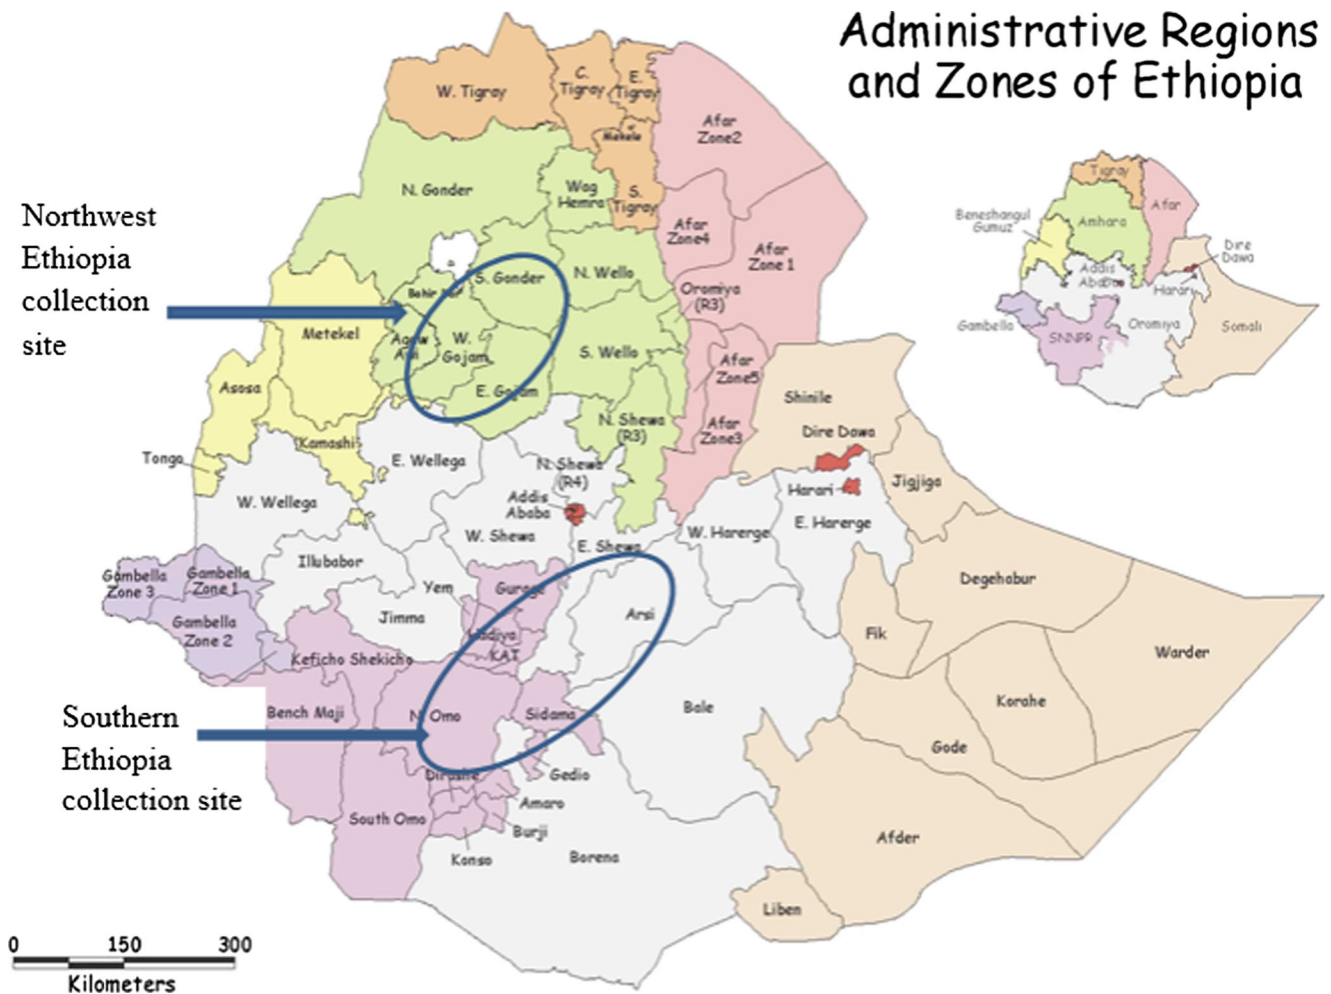 Administrative Regions
and Zones of Ethiopia
Northwest
Ethiopia
collection
site
Southern
Ethiopia
collection site
W. Tigray
C.
Tigray
E.
Tigray
Mekele
S.
Tigray
Afar
Zone2
Afar
Zone4
Afar
Zone 1
Oromiya
(R3)
Afar
Zone5
Afar
Zone3
N. Gonder
Wag
Hemra
S. Gonder
N. Wello
Bahir Dar
Agew
Awi
W.
Gojam
E. Gojam
S. Wello
N. Shewa
(R3)
Metekel
Asosa
Kamashi
Tongo
E. Wellega
W. Wellega
N. Shewa
(R4)
Addis
Ababa
W. Shewa
E. Shewa
Shinile
Dire Dawa
Harari
Jigjiga
W. Harerge
E. Harerge
Illubabor
Yem
Jimma
Gurage
Hadiya
KAT
Arsi
Gambella
Zone 3
Gambella
Zone 1
Gambella
Zone 2
Keficho Shekicho
Bench Maji
N. Omo
Sidama
Bale
Dirashe
Gedio
Amaro
Burji
Konso
South Omo
Borena
Degehabur
Fik
Warder
Korahe
Gode
Afder
Liben
Tigray
Afar
Amhara
Beneshangul
Gumuz
Dire
Dawa
Addis
Ababa
Harari
Gambella
SNNPR
Oromiya
Somali
0 150 300
Kilometers